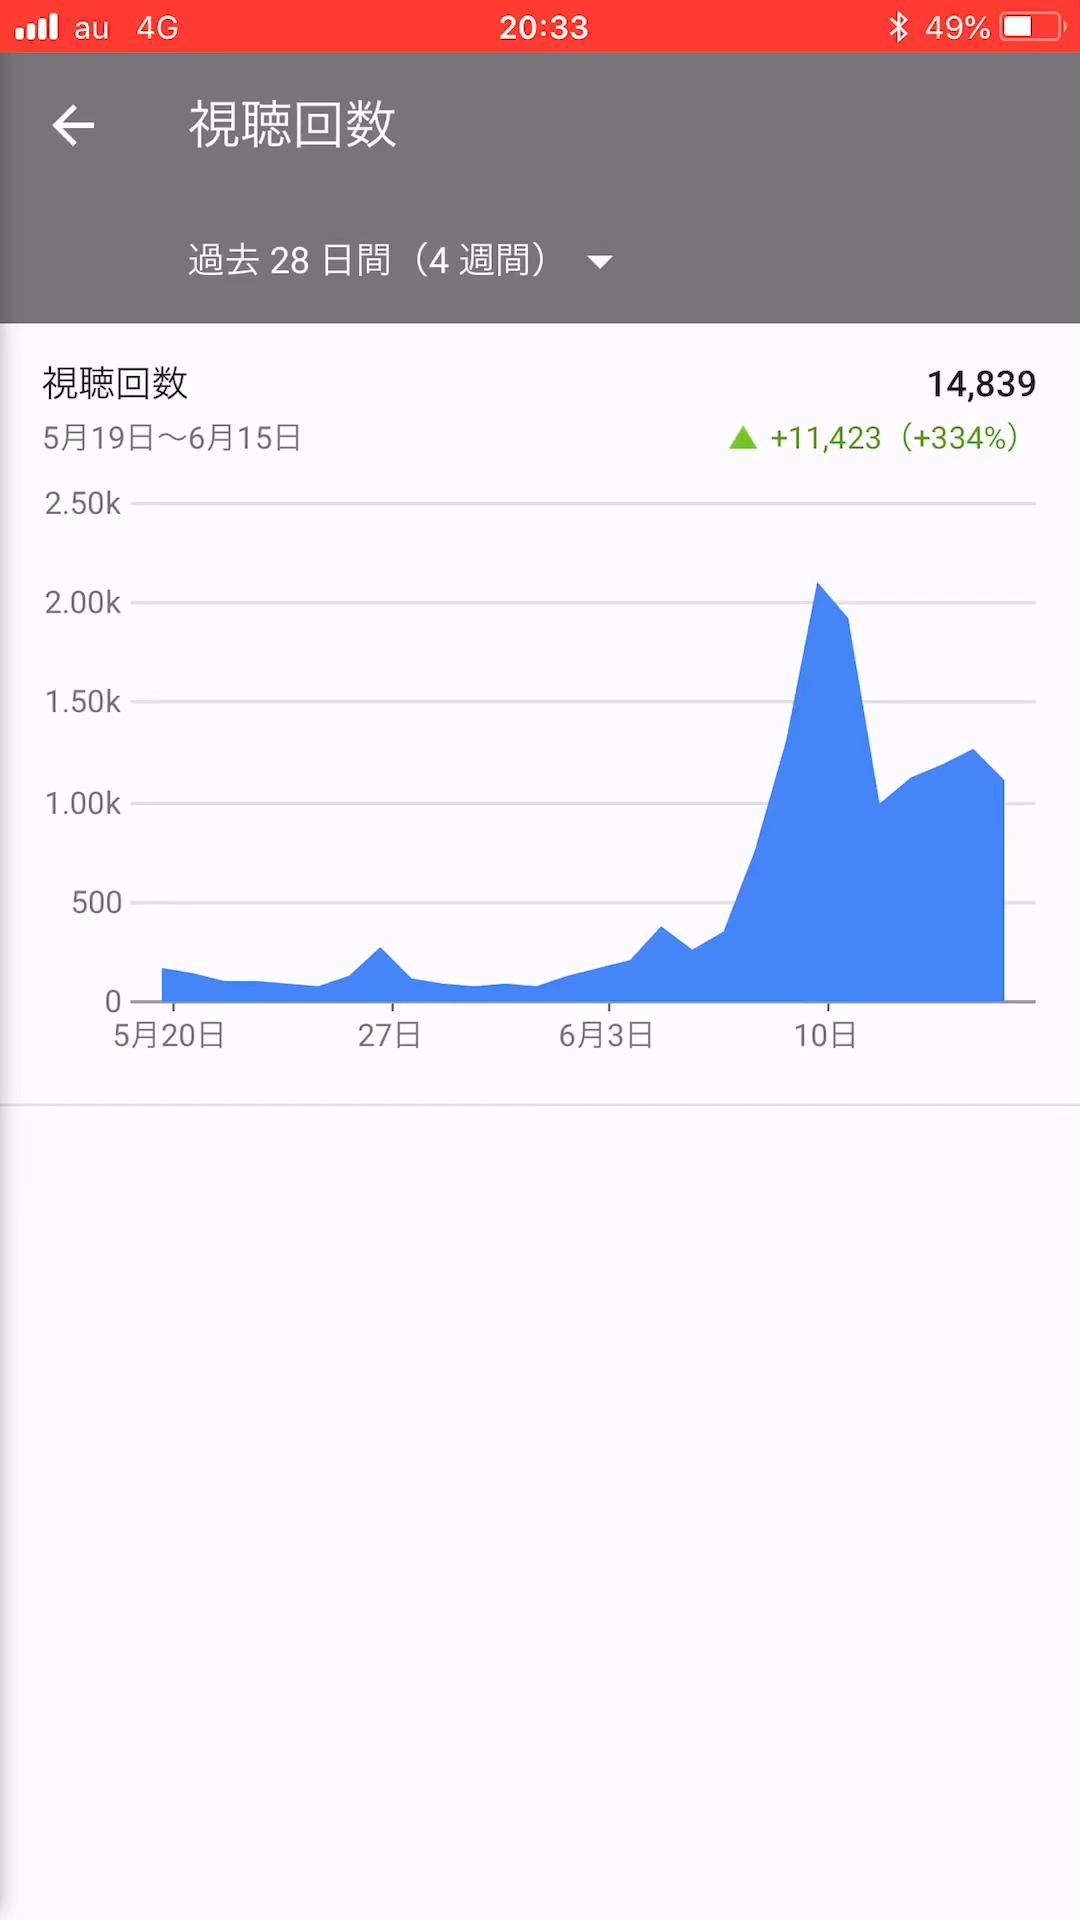 au 4G 20:33 49%
視聴回数
過去 28 日間（4 週間）
視聴回数 14,839
5月19日～6月15日 ▲ +11,423（+334%）
2.50k
2.00k
1.50k
1.00k
500
0
5月20日 27日 6月3日 10日